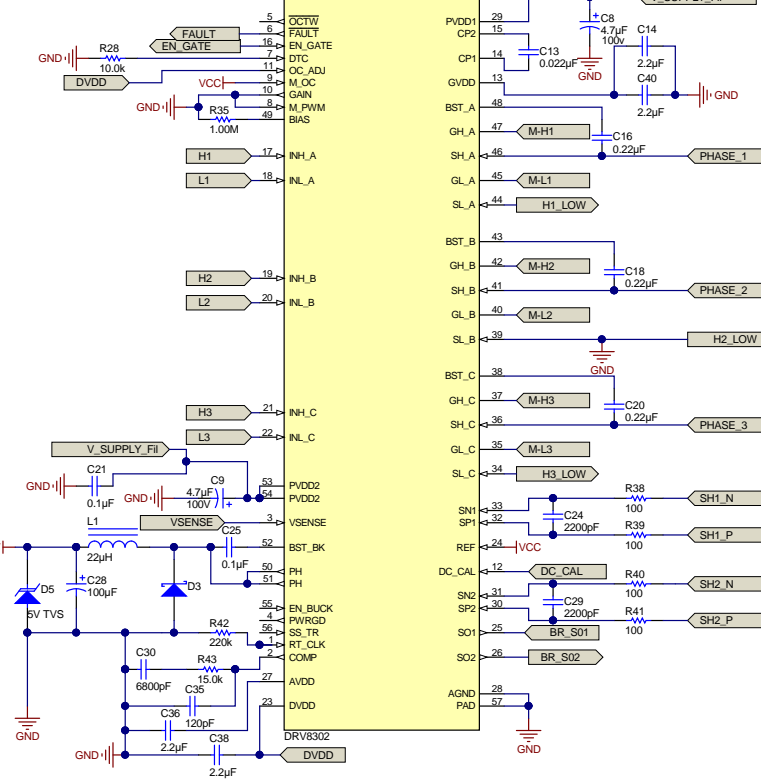 V_SUPPLY_
5 OCTW PVDD1 29
FAULT 6 FAULT CP2 15 C8 4.7µF 100v C14
EN_GATE 16 EN_GATE
GND R28 7 DTC CP1 14 C13 0.022µF 2.2µF
10.0k GND
DVDD 11 OC_ADJ GVDD 13 C40 GND
VCC 9 M_OC 2.2µF
10 GAIN
GND 8 M_PWM BST_A 48
R35 49 BIAS
1.00M GH_A 47 M-H1 C16
0.22µF
H1 17 INH_A SH_A 46 PHASE_1
L1 18 INL_A GL_A 45 M-L1
SL_A 44 H1_LOW
BST_B 43
GH_B 42 M-H2 C18
H2 19 INH_B 0.22µF
SH_B 41 PHASE_2
L2 20 INL_B
GL_B 40 M-L2
SL_B 39 H2_LOW
GND
BST_C 38
GH_C 37 M-H3 C20
H3 21 INH_C 0.22µF
SH_C 36 PHASE_3
L3 22 INL_C
V_SUPPLY_Fil GL_C 35 M-L3
C21 SL_C 34 H3_LOW
GND C9 53 PVDD2
0.1µF GND 4.7µF 54 PVDD2 R38 SH1_N
100V SN1 33 100
L1 VSENSE 3 VSENSE SP1 32 C24 2200pF R39 SH1_P
C25 100
22µH 0.1µF 52 BST_BK REF 24 VCC
50 PH DC_CAL 12 DC_CAL
D5 C28 D3 51 PH R40 SH2_N
100µF SN2 31 C29 100
5V TVS 55 EN_BUCK SP2 30 2200pF
4 PWRGD R41 SH2_P
R42 56 SS_TR SO1 25 BR_S01 100
220k 1 RT_CLK
C30 R43 2 COMP SO2 26 BR_S02
6800pF 15.0k
C35 27 AVDD
120pF AGND 28
C36 23 DVDD PAD 57
GND 2.2µF DRV8302
GND C38 DVDD GND
2.2µF